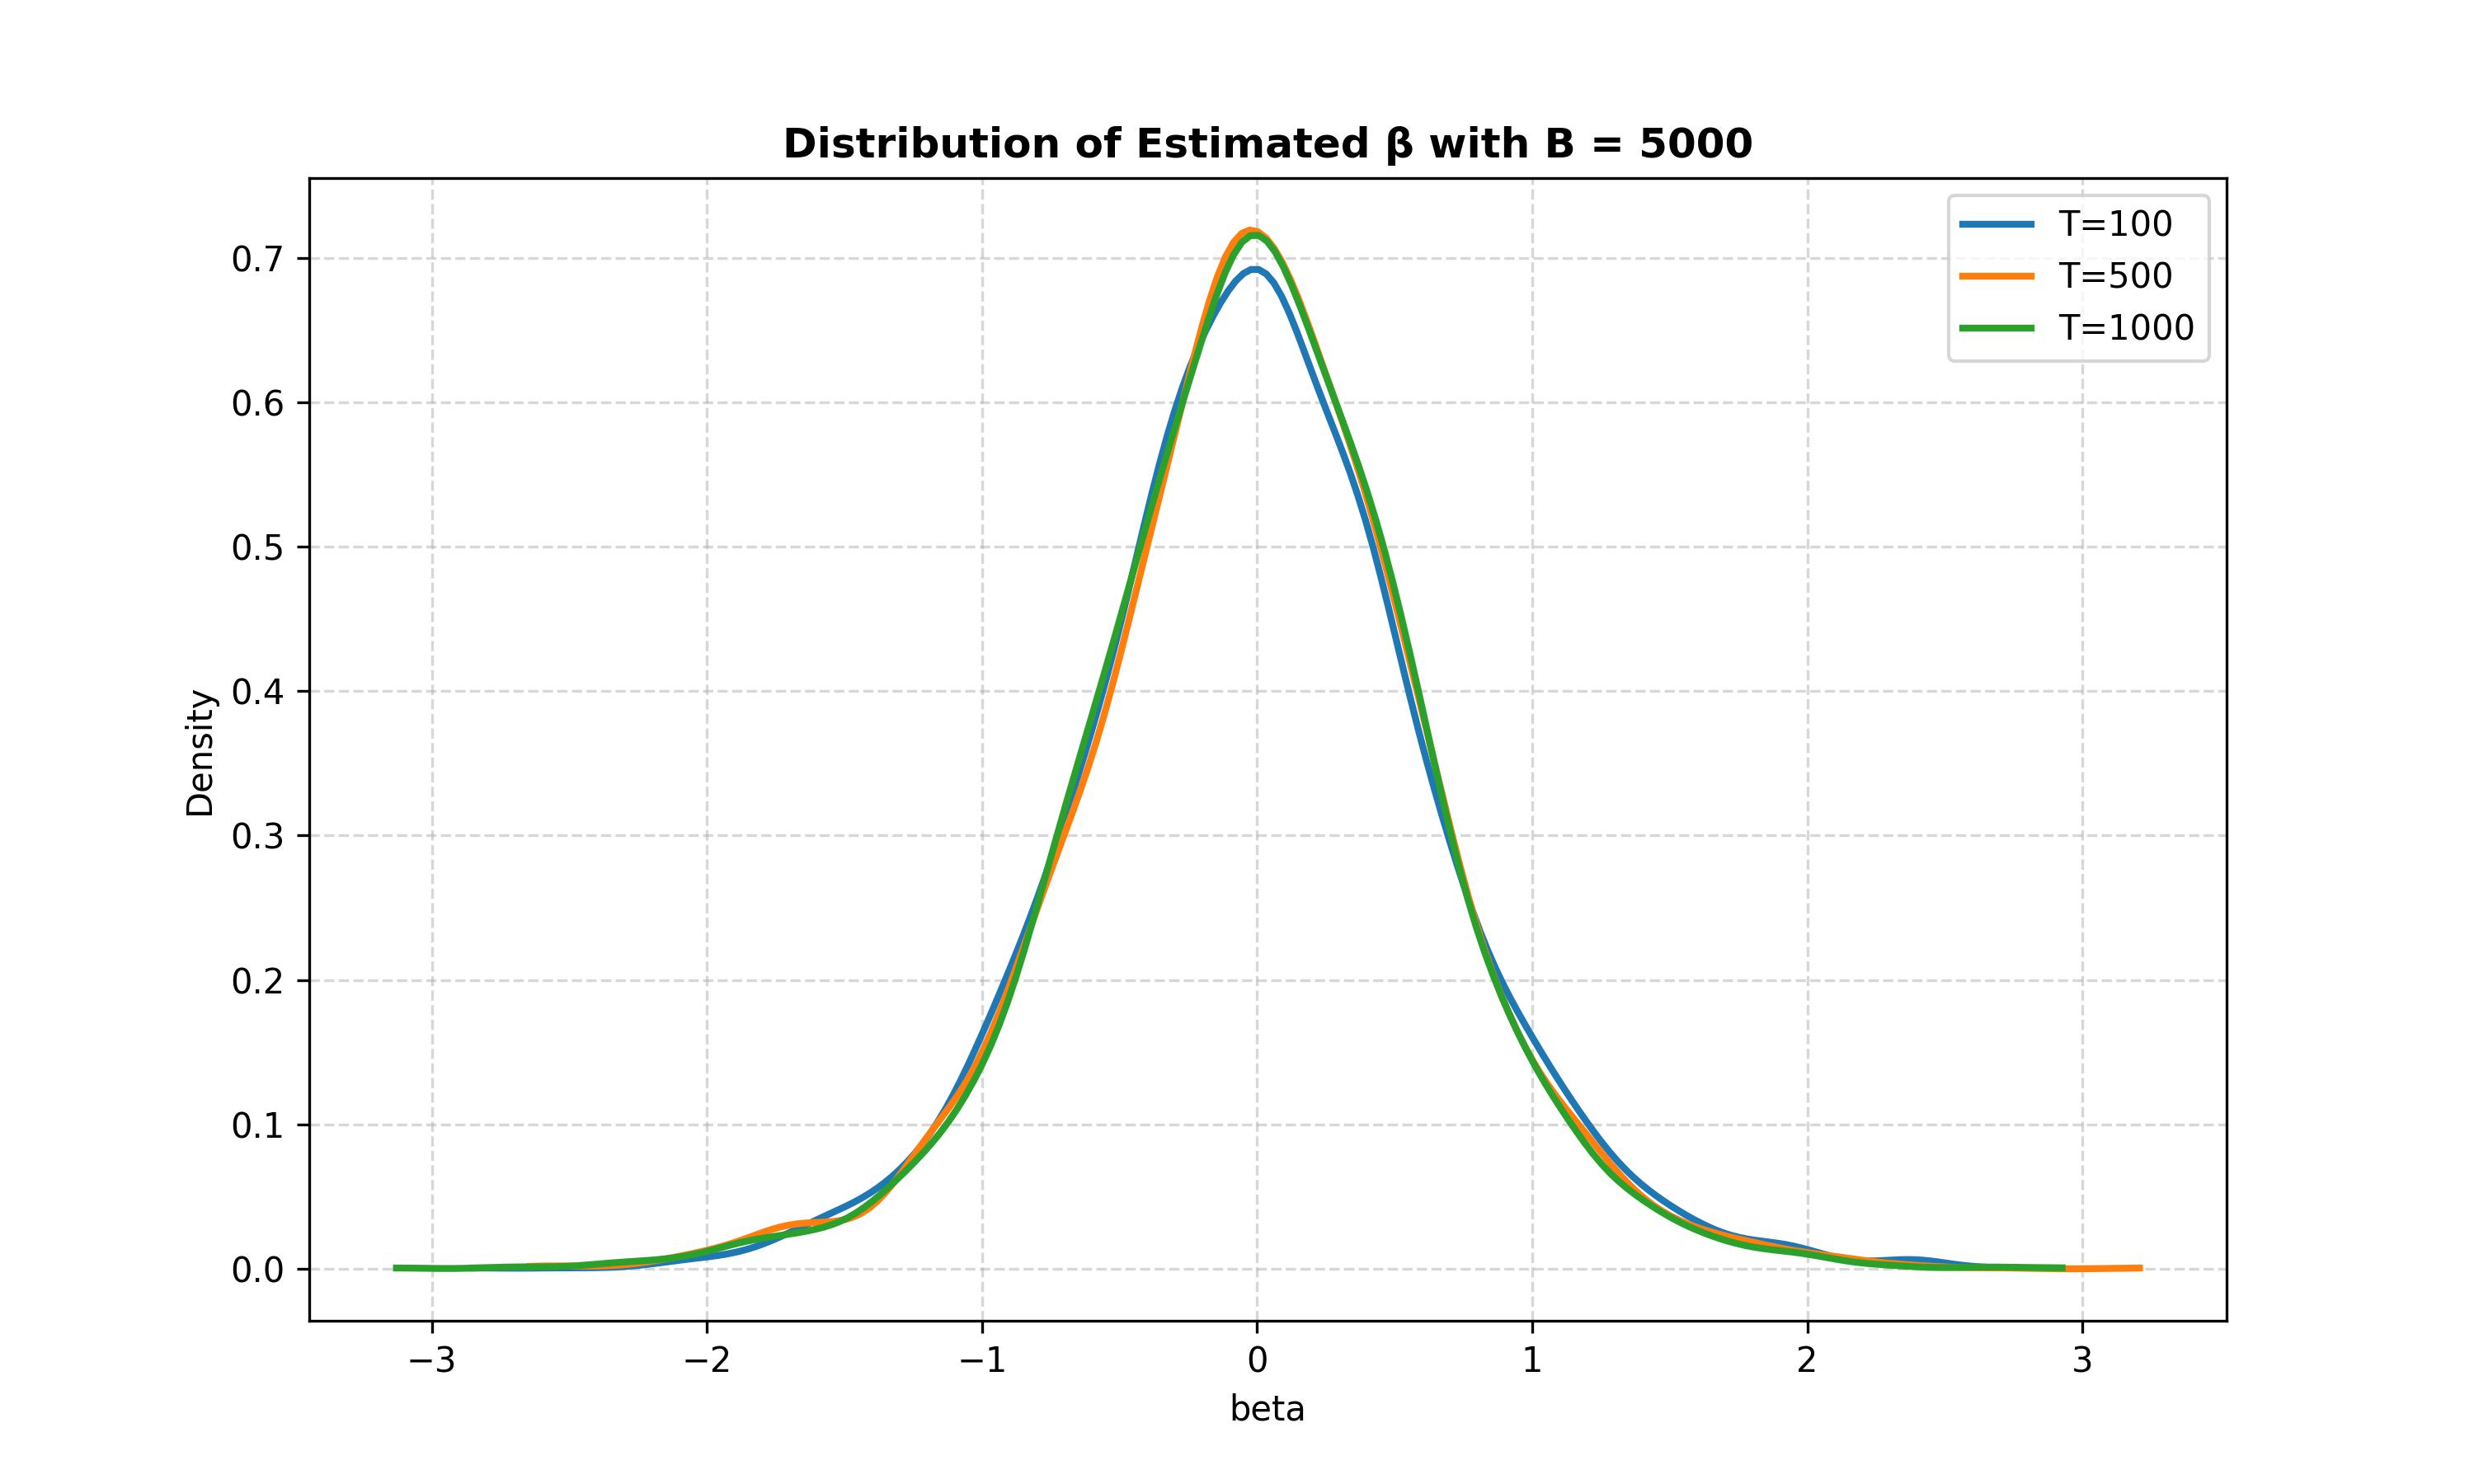 Distribution of Estimated β with B = 5000
T=100
T=500
T=1000
0.7
0.6
0.5
0.4
0.3
0.2
0.1
0.0
Density
−3 −2 −1 0 1 2 3
beta